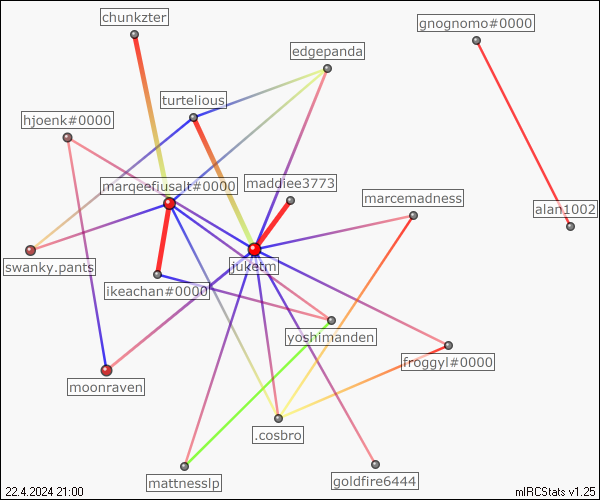 chunkzter
gnognomo#0000
edgepanda
turtelious
hjoenk#0000
marqeefjusalt#0000
maddiee3773
marcemadness
alan1002
swanky.pants
juketm
ikeachan#0000
yoshimanden
froggyl#0000
moonraven
.cosbro
mattnesslp
goldfire6444
22.4.2024 21:00
mIRCStats v1.25